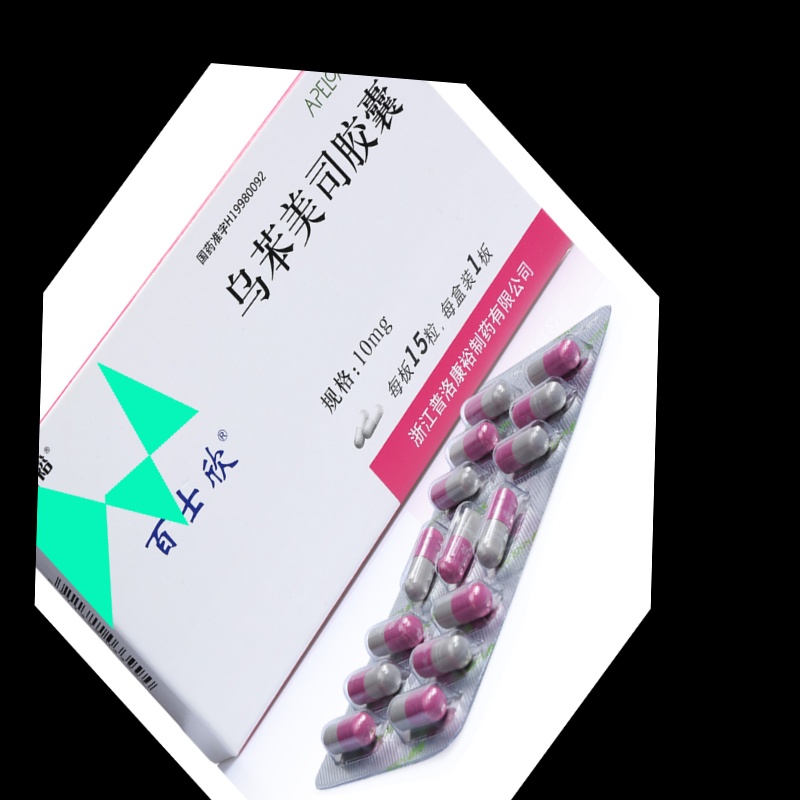 APELO
国药准字H19980092
乌苯美司胶囊
规格:10mg
每板15粒,每盒装1板
浙江普洛康裕制药有限公司
百士欣®
裕®